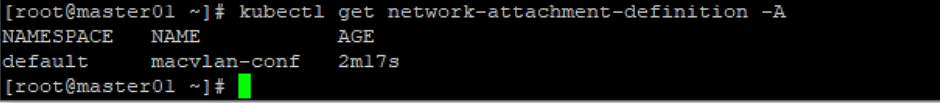 [root@master01 ~]# kubectl get network-attachment-definition -A
NAMESPACE   NAME           AGE
default     macvlan-conf   2m17s
[root@master01 ~]#